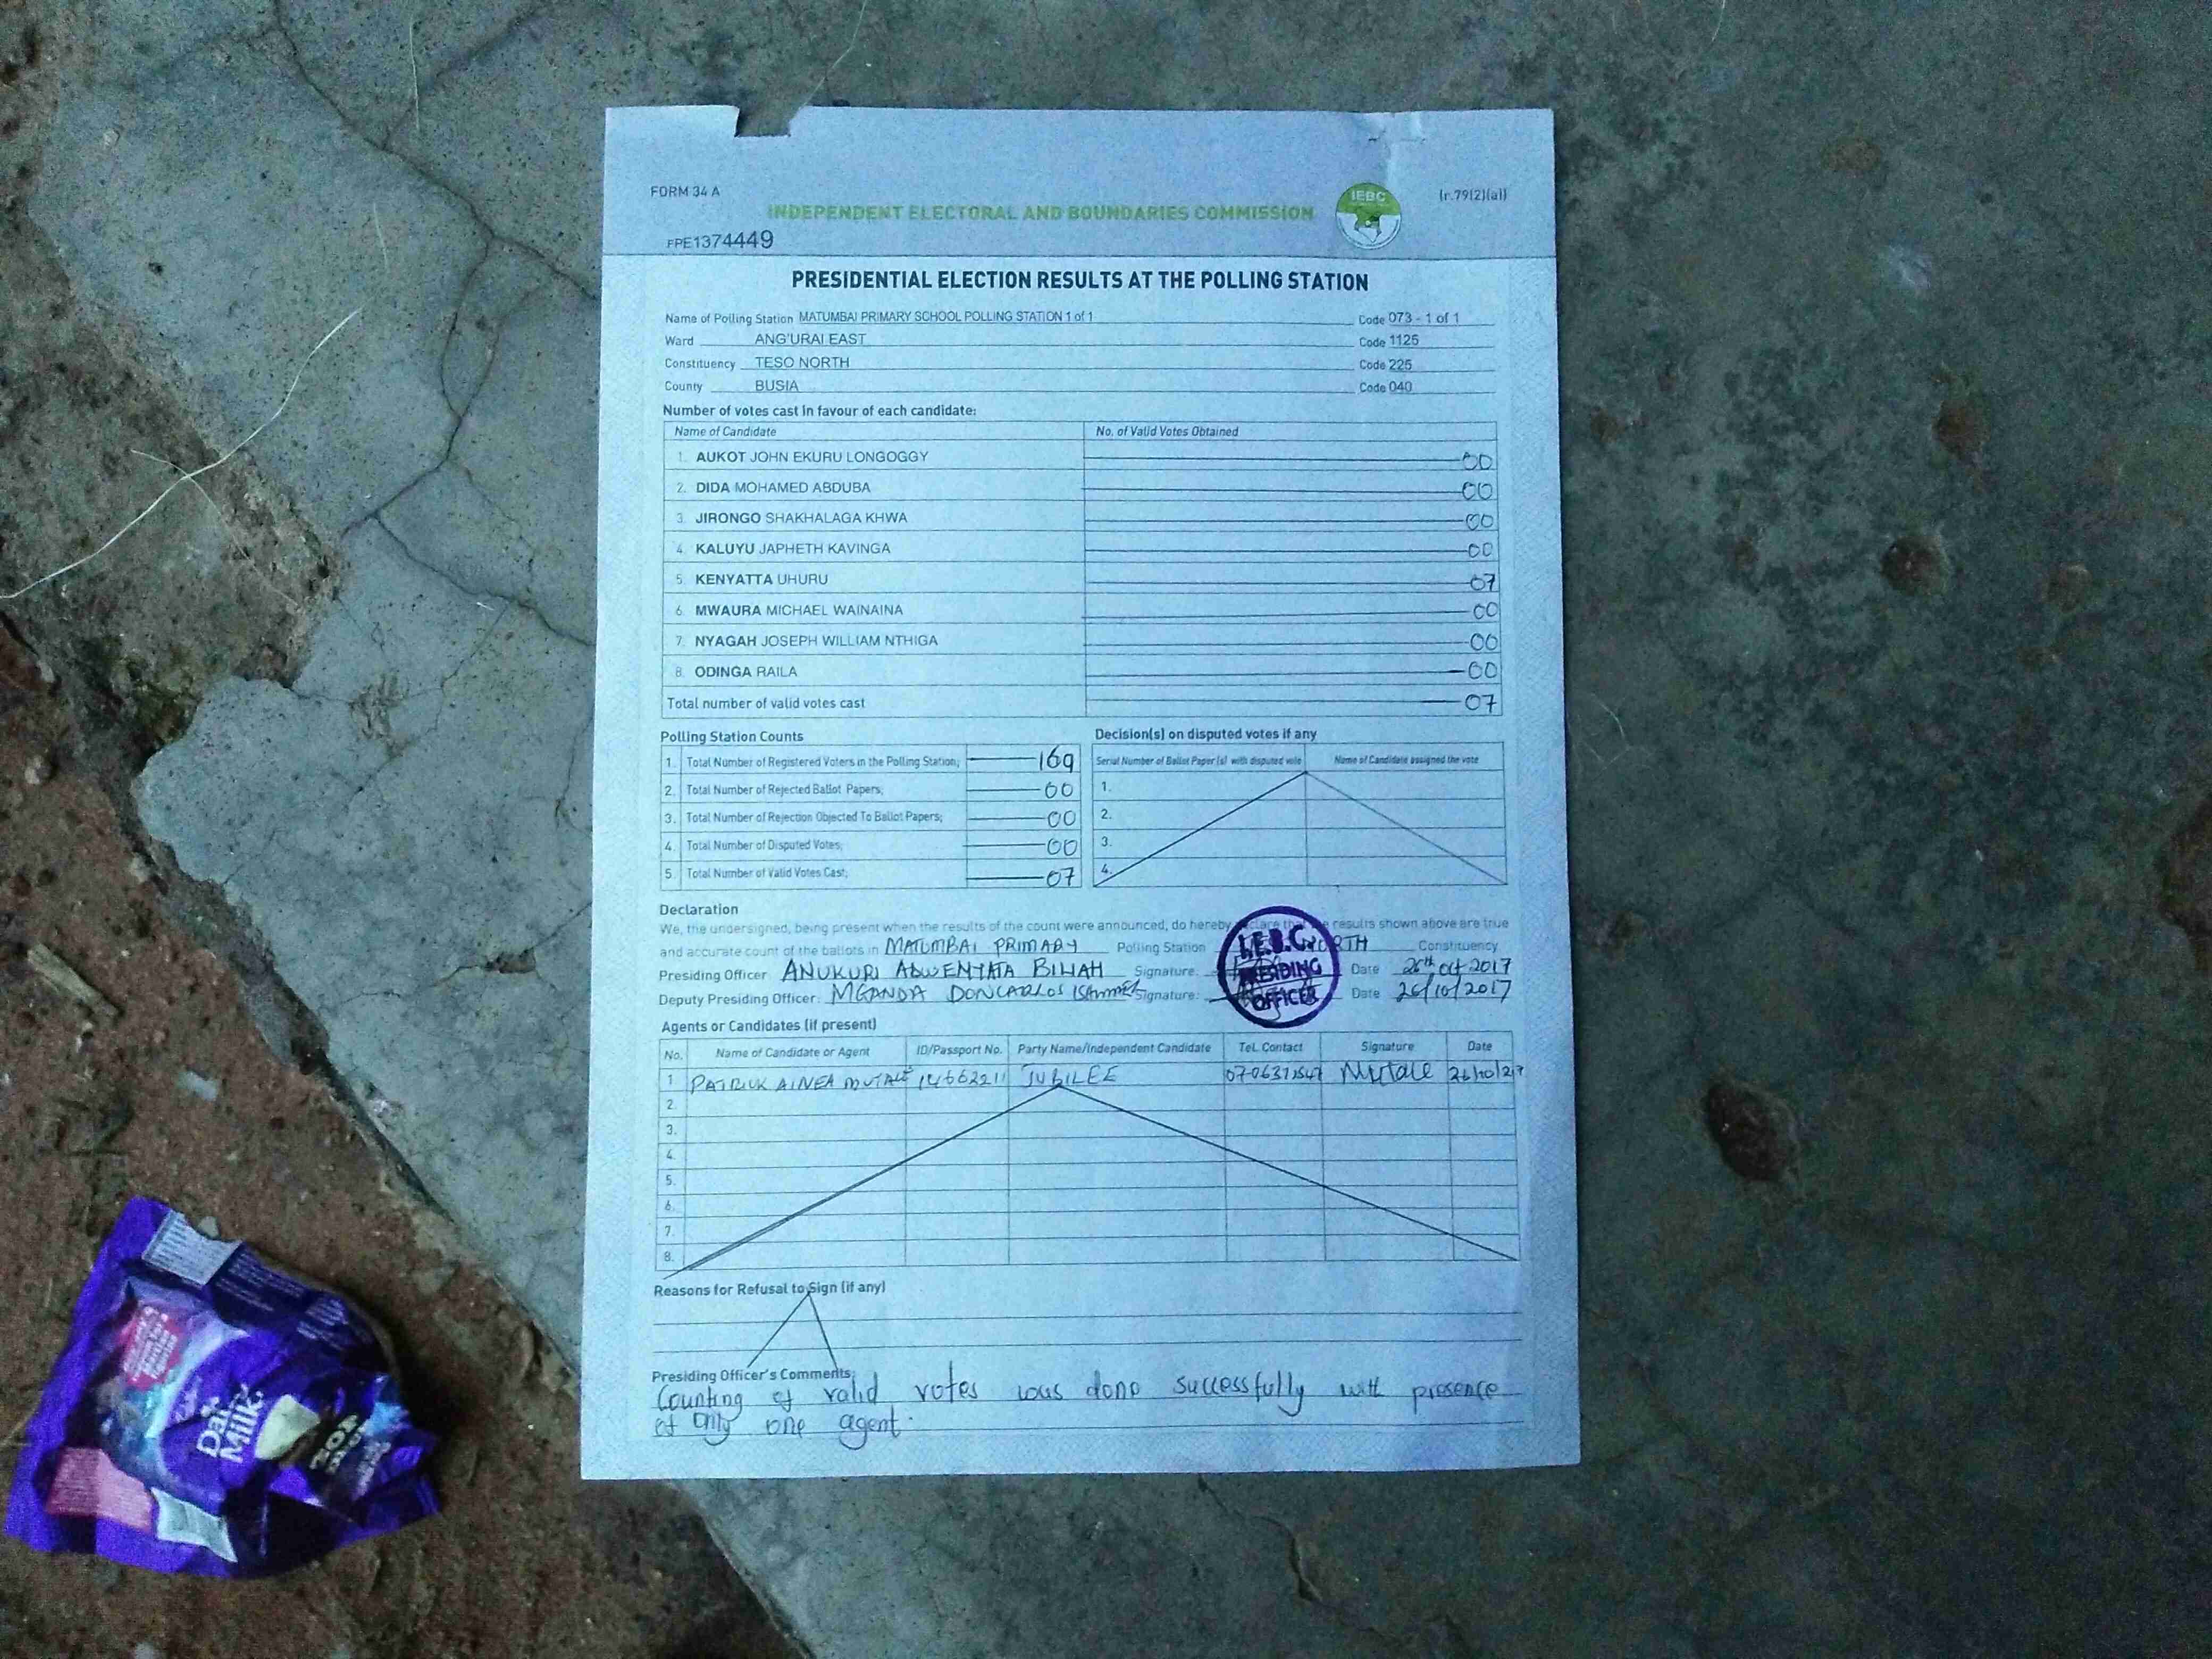 FORM 34 A
(r.79(2)(a))
IEBC
INDEPENDENT ELECTORAL AND BOUNDARIES COMMISSION
FPE1374449
PRESIDENTIAL ELECTION RESULTS AT THE POLLING STATION
Name of Polling Station MATUMBAI PRIMARY SCHOOL POLLING STATION 1 of 1 Code 073 - 1 of 1
Ward ANG'URAI EAST Code 1125
Constituency TESO NORTH Code 225
County BUSIA Code 040
Number of votes cast in favour of each candidate:
Name of Candidate No. of Valid Votes Obtained
1. AUKOT JOHN EKURU LONGOGGY 00
2. DIDA MOHAMED ABDUBA 00
3. JIRONGO SHAKHALAGA KHWA 00
4. KALUYU JAPHETH KAVINGA 00
5. KENYATTA UHURU 07
6. MWAURA MICHAEL WAINAINA 00
7. NYAGAH JOSEPH WILLIAM NTHIGA 00
8. ODINGA RAILA 00
Total number of valid votes cast 07
Polling Station Counts
1. Total Number of Registered Voters in the Polling Station; 169
2. Total Number of Rejected Ballot Papers; 00
3. Total Number of Rejection Objected To Ballot Papers; 00
4. Total Number of Disputed Votes; 00
5. Total Number of Valid Votes Cast; 07
Decision(s) on disputed votes if any
Serial Number of Ballot Paper (s) with disputed vote Name of Candidate assigned the vote
1.
2.
3.
4.
Declaration
We, the undersigned, being present when the results of the count were announced, do hereby declare that the results shown above are true
and accurate count of the ballots in MATUMBAI PRIMARY Polling Station NORTH Constituency
Presiding Officer ANUKURI Signature: Date 26th Oct 2017
Deputy Presiding Officer: MGANDA DONCARLOS Signature: Date 26/10/2017
I.E.B.C.
PRESIDING
OFFICER
Agents or Candidates (if present)
No. Name of Candidate or Agent ID/Passport No. Party Name/Independent Candidate Tel. Contact Signature Date
1 PATRICK AINEA MUTALE 14662211 JUBILEE Mutale
2.
3.
4.
5.
6.
7.
8.
Reasons for Refusal to Sign (if any)
Presiding Officer's Comments;
Counting of valid votes was done successfully with presence
of only one agent.
Dairy
Milk